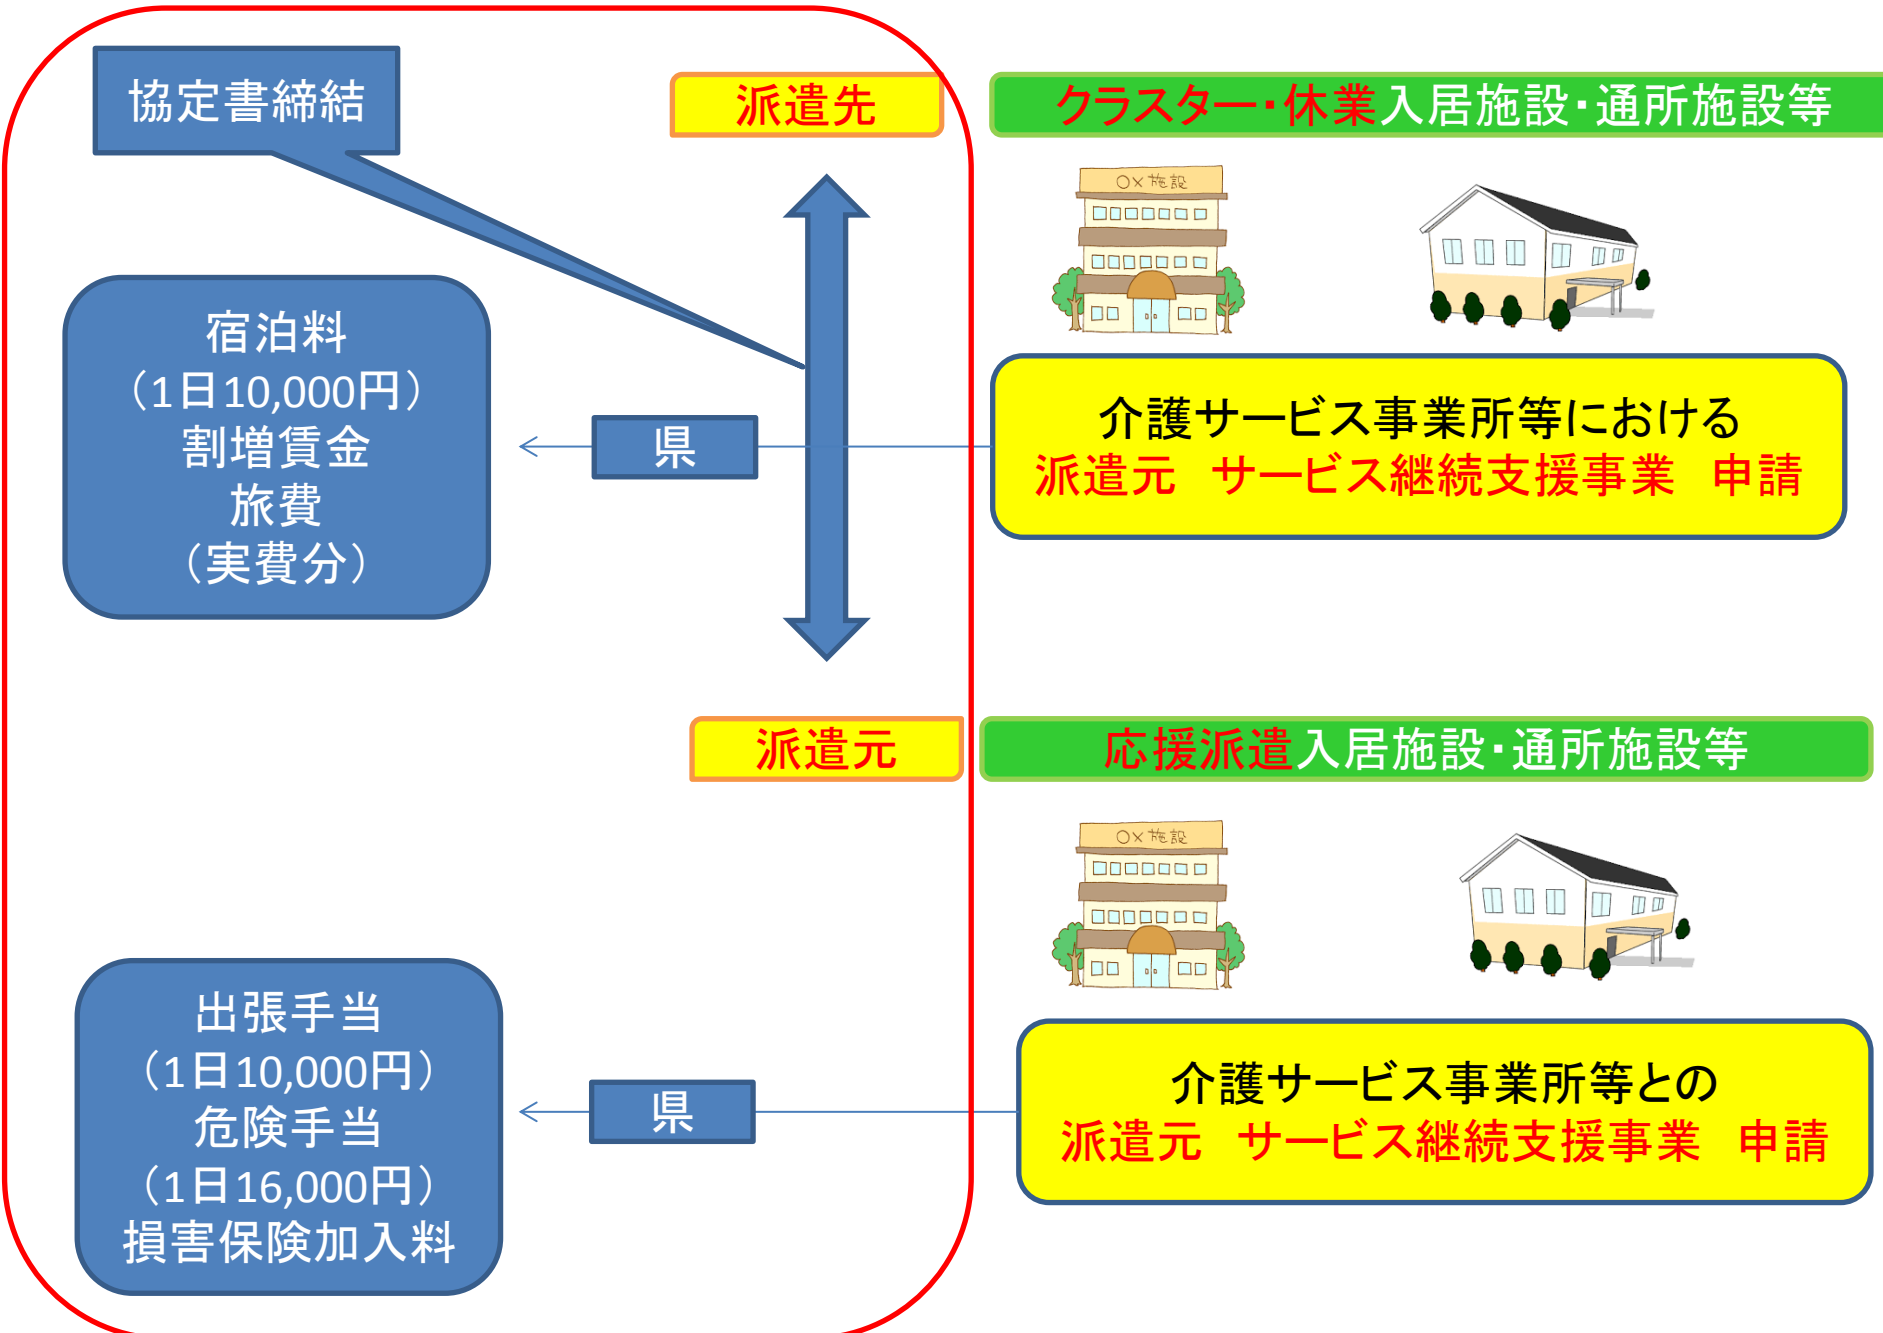 協定書締結
派遣先
クラスター・休業入居施設・通所施設等
○×施設
宿泊料
（1日10,000円）
割増賃金
旅費
（実費分）
県
介護サービス事業所等における
派遣元　サービス継続支援事業　申請
派遣元
応援派遣入居施設・通所施設等
○×施設
出張手当
（1日10,000円）
危険手当
（1日16,000円）
損害保険加入料
県
介護サービス事業所等との
派遣元　サービス継続支援事業　申請